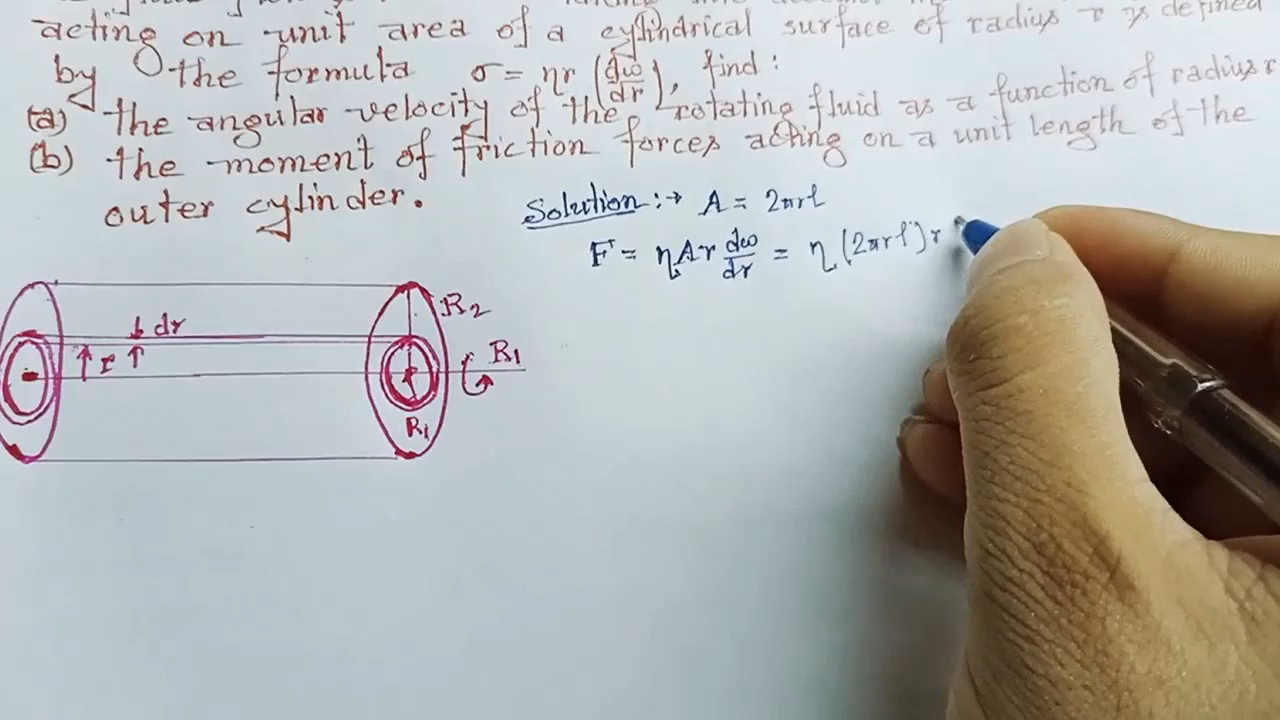 acting on unit area of a cylindrical surface of radius r is defined
by the formula σ = ηr (dω/dr), find :
(a) the angular velocity of the rotating fluid as a function of radius r
(b) the moment of friction forces acting on a unit length of the
outer cylinder.
Solution :→ A = 2πrl
F = ηAr dω/dr = η(2πrl)r
dr
r
R2
R1
R1